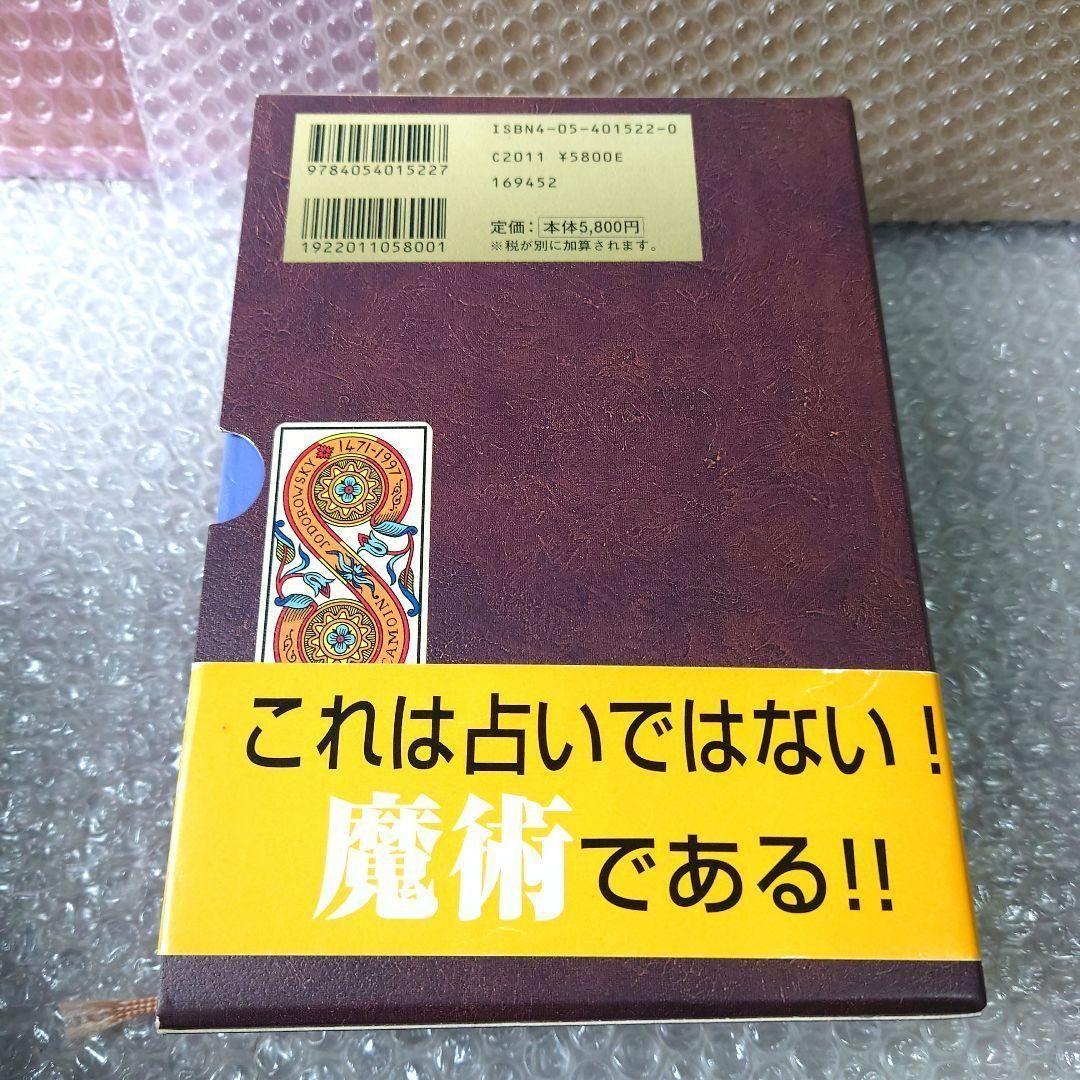 ISBN4-05-401522-0
9784054015227
C2011 ¥5800E
169452
1922011058001
定価：本体5,800円
※税が別に加算されます。
1471-1997
JODOROWSKY
CAMOIN
これは占いではない！
魔術である!!